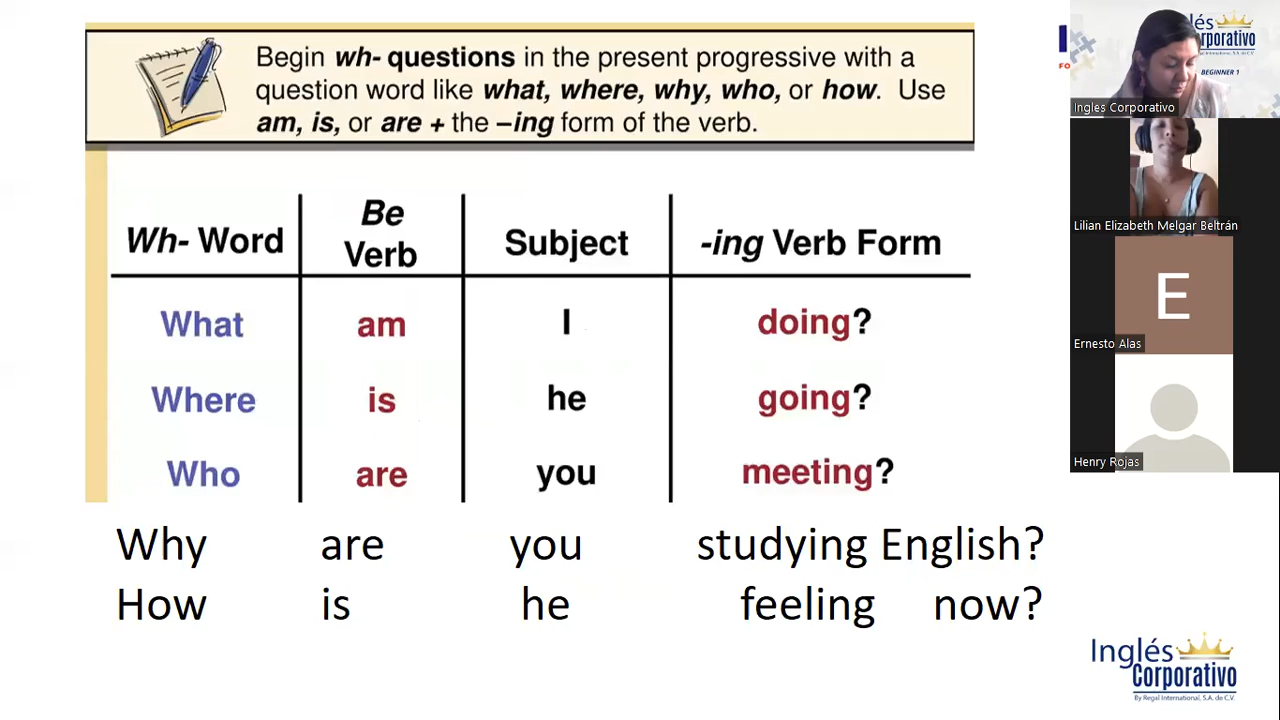 Begin wh- questions in the present progressive with a
question word like what, where, why, who, or how. Use
am, is, or are + the –ing form of the verb.
Wh- Word Be Verb Subject -ing Verb Form
What am I doing?
Where is he going?
Who are you meeting?
Why are you studying English?
How is he feeling now?
Inglés
Corporativo
By Regal International, S.A. de C.V.
BEGINNER 1
Ingles Corporativo
Lilian Elizabeth Melgar Beltrán
E
Ernesto Alas
Henry Rojas